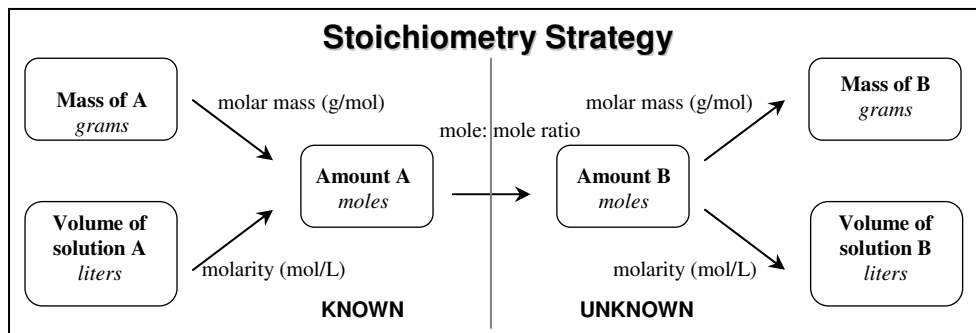 Stoichiometry Strategy
Mass of A
grams
molar mass (g/mol)
molar mass (g/mol)
Mass of B
grams
mole: mole ratio
Amount A
moles
Amount B
moles
Volume of
solution A
liters
molarity (mol/L)
molarity (mol/L)
Volume of
solution B
liters
KNOWN
UNKNOWN